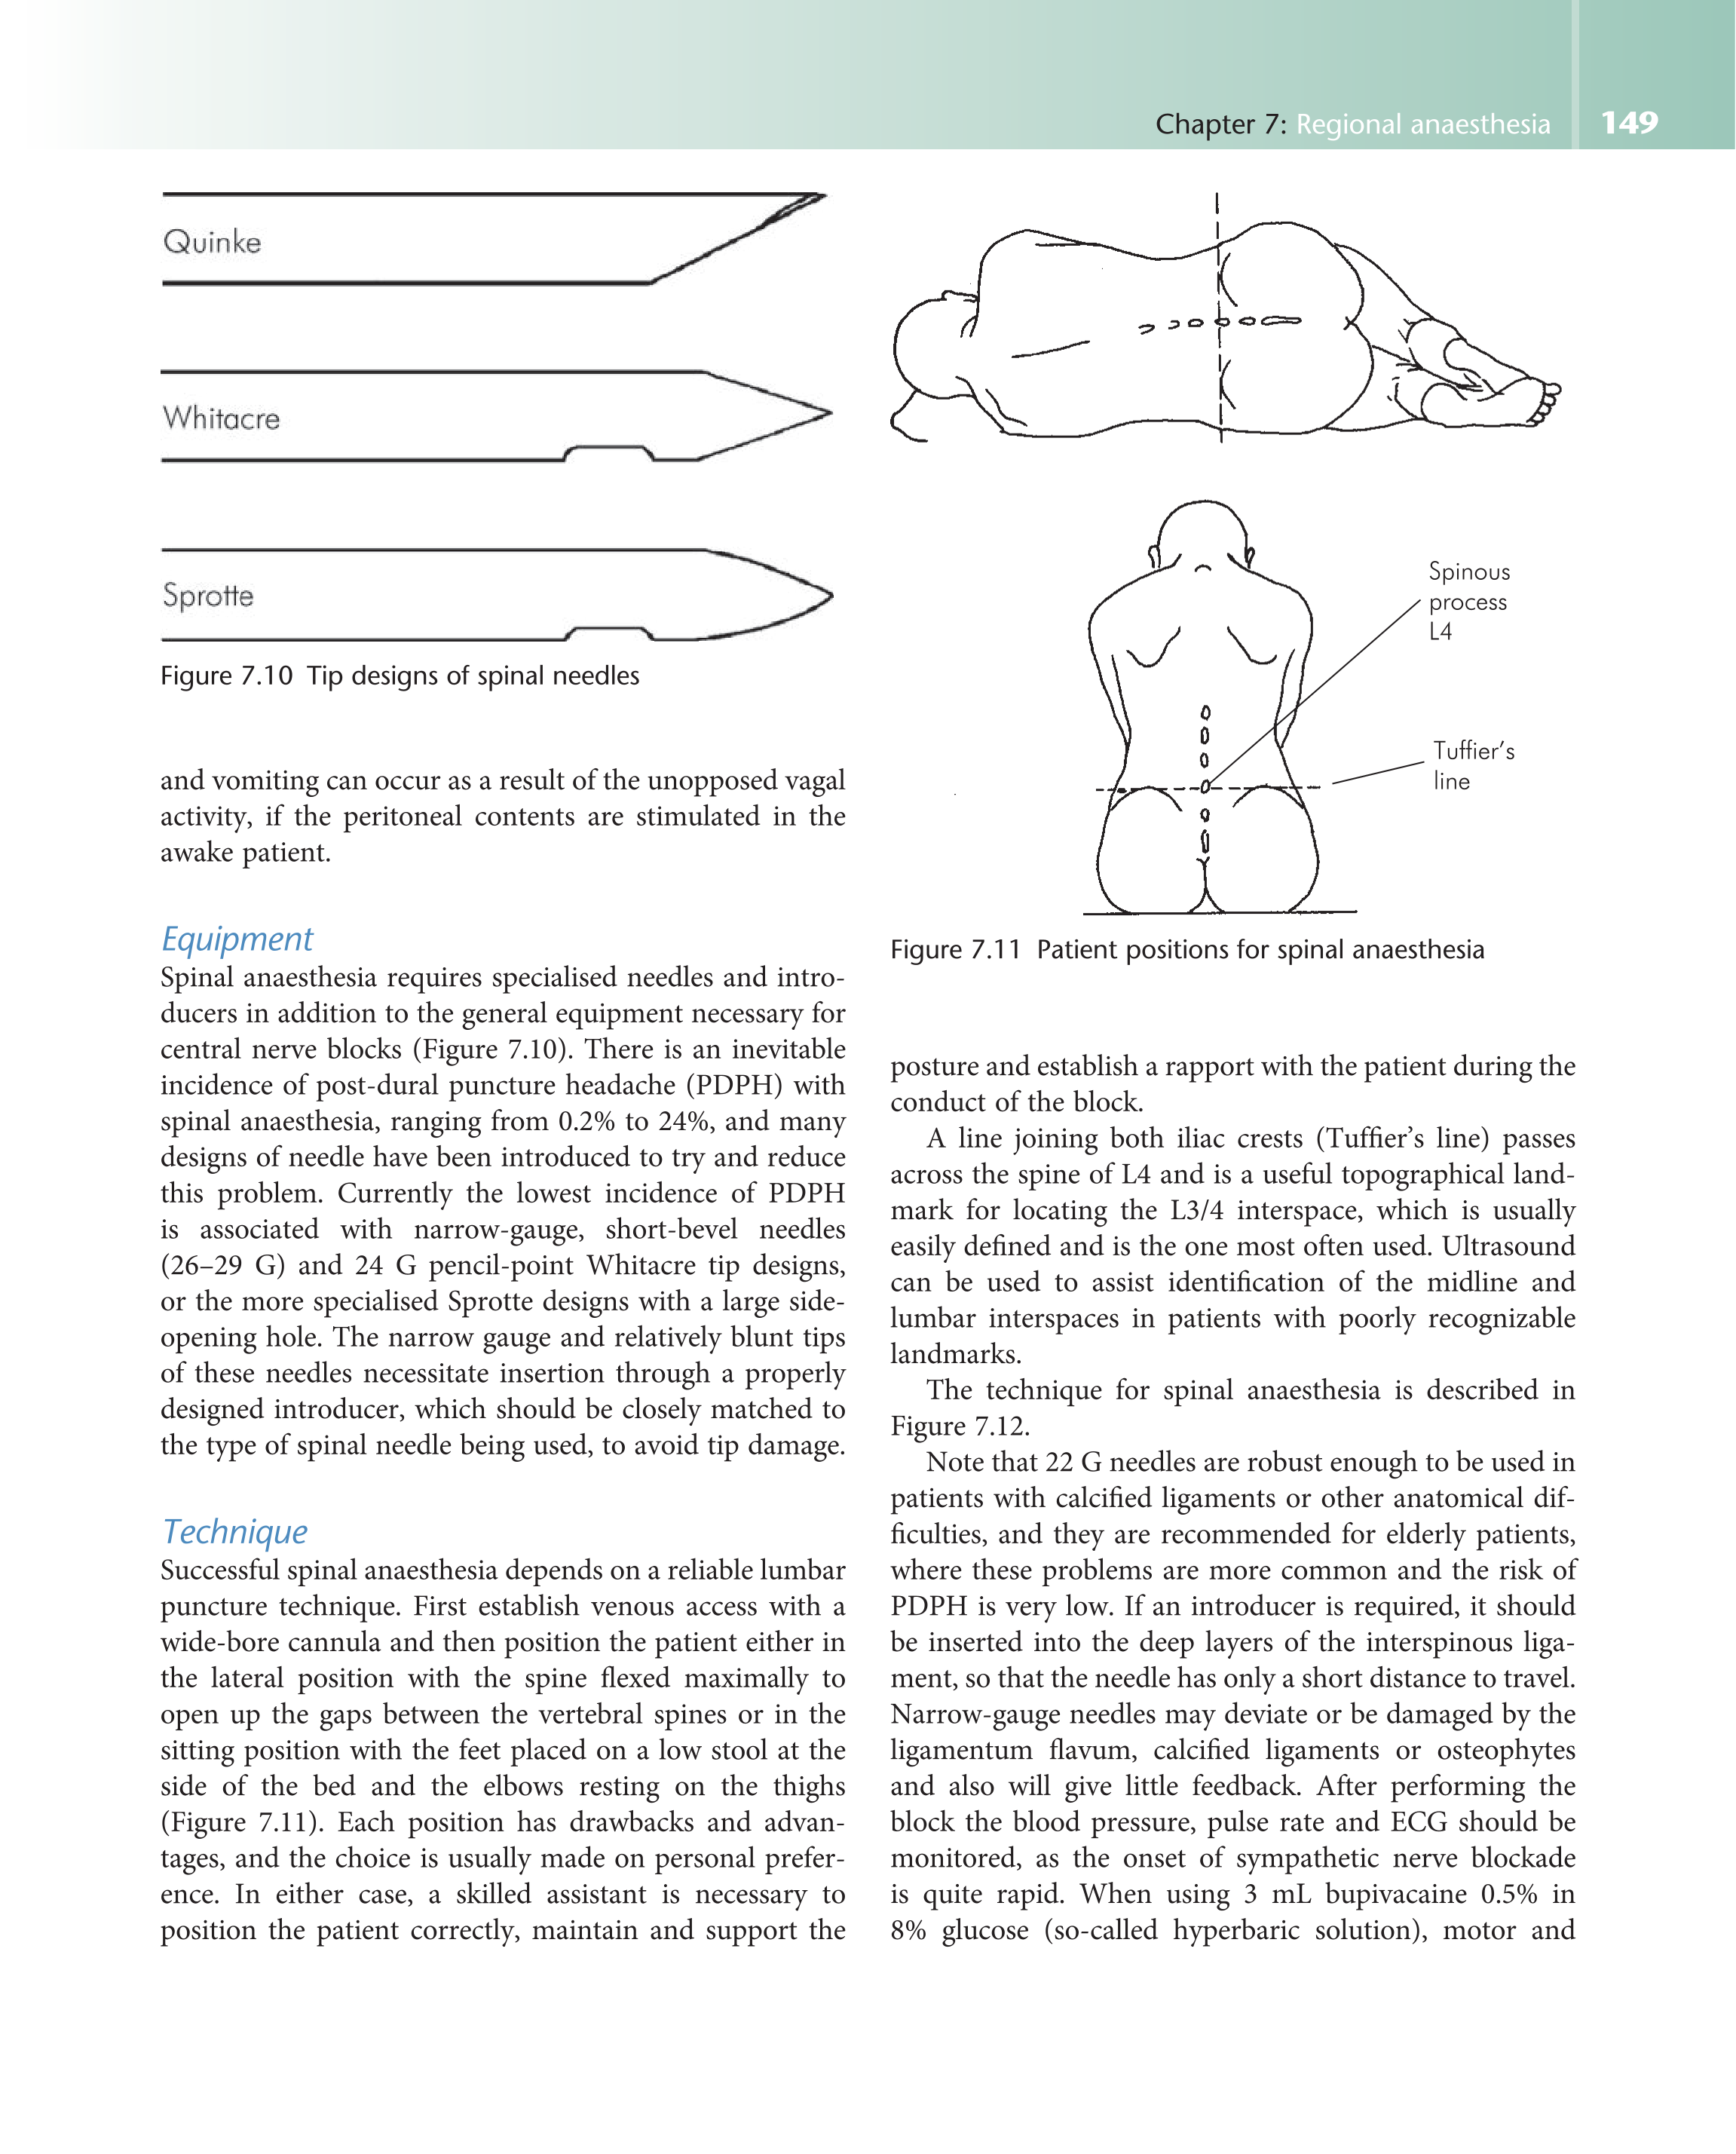 Chapter 7: Regional anaesthesia 149
Quinke
Whitacre
Sprotte
Figure 7.10 Tip designs of spinal needles
and vomiting can occur as a result of the unopposed vagal
activity, if the peritoneal contents are stimulated in the
awake patient.
Equipment
Spinal anaesthesia requires specialised needles and intro-
ducers in addition to the general equipment necessary for
central nerve blocks (Figure 7.10). There is an inevitable
incidence of post-dural puncture headache (PDPH) with
spinal anaesthesia, ranging from 0.2% to 24%, and many
designs of needle have been introduced to try and reduce
this problem. Currently the lowest incidence of PDPH
is associated with narrow-gauge, short-bevel needles
(26–29 G) and 24 G pencil-point Whitacre tip designs,
or the more specialised Sprotte designs with a large side-
opening hole. The narrow gauge and relatively blunt tips
of these needles necessitate insertion through a properly
designed introducer, which should be closely matched to
the type of spinal needle being used, to avoid tip damage.
Technique
Successful spinal anaesthesia depends on a reliable lumbar
puncture technique. First establish venous access with a
wide-bore cannula and then position the patient either in
the lateral position with the spine flexed maximally to
open up the gaps between the vertebral spines or in the
sitting position with the feet placed on a low stool at the
side of the bed and the elbows resting on the thighs
(Figure 7.11). Each position has drawbacks and advan-
tages, and the choice is usually made on personal prefer-
ence. In either case, a skilled assistant is necessary to
position the patient correctly, maintain and support the
Spinous
process
L4
Tuffier's
line
Figure 7.11 Patient positions for spinal anaesthesia
posture and establish a rapport with the patient during the
conduct of the block.
A line joining both iliac crests (Tuffier's line) passes
across the spine of L4 and is a useful topographical land-
mark for locating the L3/4 interspace, which is usually
easily defined and is the one most often used. Ultrasound
can be used to assist identification of the midline and
lumbar interspaces in patients with poorly recognizable
landmarks.
The technique for spinal anaesthesia is described in
Figure 7.12.
Note that 22 G needles are robust enough to be used in
patients with calcified ligaments or other anatomical dif-
ficulties, and they are recommended for elderly patients,
where these problems are more common and the risk of
PDPH is very low. If an introducer is required, it should
be inserted into the deep layers of the interspinous liga-
ment, so that the needle has only a short distance to travel.
Narrow-gauge needles may deviate or be damaged by the
ligamentum flavum, calcified ligaments or osteophytes
and also will give little feedback. After performing the
block the blood pressure, pulse rate and ECG should be
monitored, as the onset of sympathetic nerve blockade
is quite rapid. When using 3 mL bupivacaine 0.5% in
8% glucose (so-called hyperbaric solution), motor and